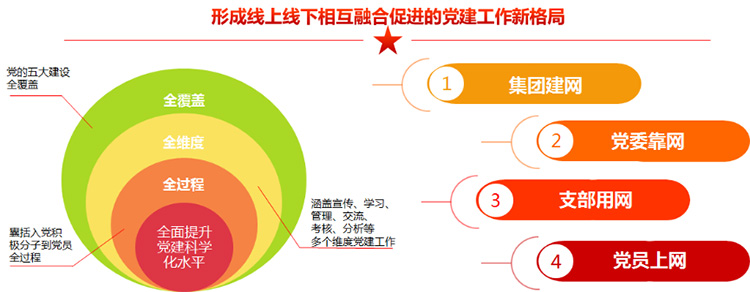 形成线上线下相互融合促进的党建工作新格局
党的五大建设
全覆盖
全覆盖
全维度
全过程
全面提升
党建科学
化水平
涵盖宣传、学习、
管理、交流、
考核、分析等
多个维度党建工作
囊括入党积
极分子到党员
全过程
1 集团建网
2 党委靠网
3 支部用网
4 党员上网